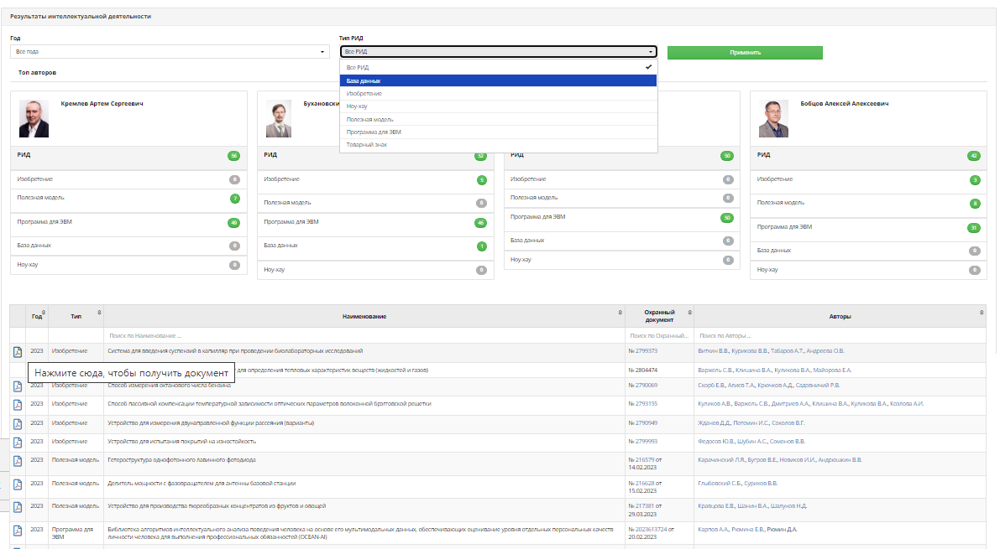 Результаты интеллектуальной деятельности
Год
Тип РИД
Все года
Все РИД
Применить
Все РИД
База данных
Изобретение
Ноу-хау
Полезная модель
Программа для ЭВМ
Товарный знак
Топ авторов
Кремлев Артем Сергеевич
РИД 56
Изобретение 0
Полезная модель 7
Программа для ЭВМ 49
База данных 0
Ноу-хау 0
Бухановски
РИД 52
Изобретение 5
Полезная модель 0
Программа для ЭВМ 46
База данных 1
Ноу-хау 0
РИД 50
Изобретение 0
Полезная модель 0
Программа для ЭВМ 50
База данных 0
Ноу-хау 0
Бобцов Алексей Алексеевич
РИД 42
Изобретение 3
Полезная модель 8
Программа для ЭВМ 31
База данных 0
Ноу-хау 0
Год Тип Наименование Охранный документ Авторы
Поиск по Наименование ... Поиск по Охранный... Поиск по Авторы ...
2023 Изобретение Система для введения суспензий в капилляр при проведении биолабораторных исследований № 2799373 Виткин В.В., Курикова В.В., Табаров А.Т., Андреева О.В.
Нажмите сюда, чтобы получить документ
для определения тепловых характеристик веществ (жидкостей и газов) № 2804474 Варжель С.В., Клишина В.А., Куликова В.А., Майорова Е.А.
2023 Изобретение Способ измерения октанового числа бензина № 2790069 Скорб Е.В., Алиев Т.А., Крючков А.Д., Садовничий Р.В.
2023 Изобретение Способ пассивной компенсации температурной зависимости оптических параметров волоконной брэгговской решетки № 2793155 Куликов А.В., Варжель С.В., Дмитриев А.А., Клишина В.А., Куликова В.А., Козлова А.И.
2023 Изобретение Устройство для измерения двунаправленной функции рассеяния (варианты) № 2790949 Жданов Д.Д., Потемин И.С., Соколов В.Г.
2023 Изобретение Устройство для испытания покрытий на изностойкость № 2799993 Федосов Ю.В., Шубин А.С., Сомонов В.В.
2023 Полезная модель Гетероструктура однофотонного лавинного фотодиода № 216579 от 14.02.2023 Карачинский Л.Я., Бугров В.Е., Новиков И.И., Андрюшкин В.В.
2023 Полезная модель Делитель мощности с фазовращателем для антенны базовой станции № 216628 от 15.02.2023 Глыбовский С.Б., Суриков В.В.
2023 Полезная модель Устройство для производства пюреобразных концентратов из фруктов и овощей № 217381 от 29.03.2023 Кравцова Е.В., Шанин В.А., Шалунов Н.Д.
2023 Программа для ЭВМ Библиотека алгоритмов интеллектуального анализа поведения человека на основе его мультимодальных данных, обеспечивающих оценивание уровня отдельных персональных качеств личности человека для выполнения профессиональных обязанностей (OCEAN-AI) № 2023613724 от 20.02.2023 Карпов А.А., Рюмина Е.В., Рюмин Д.А.